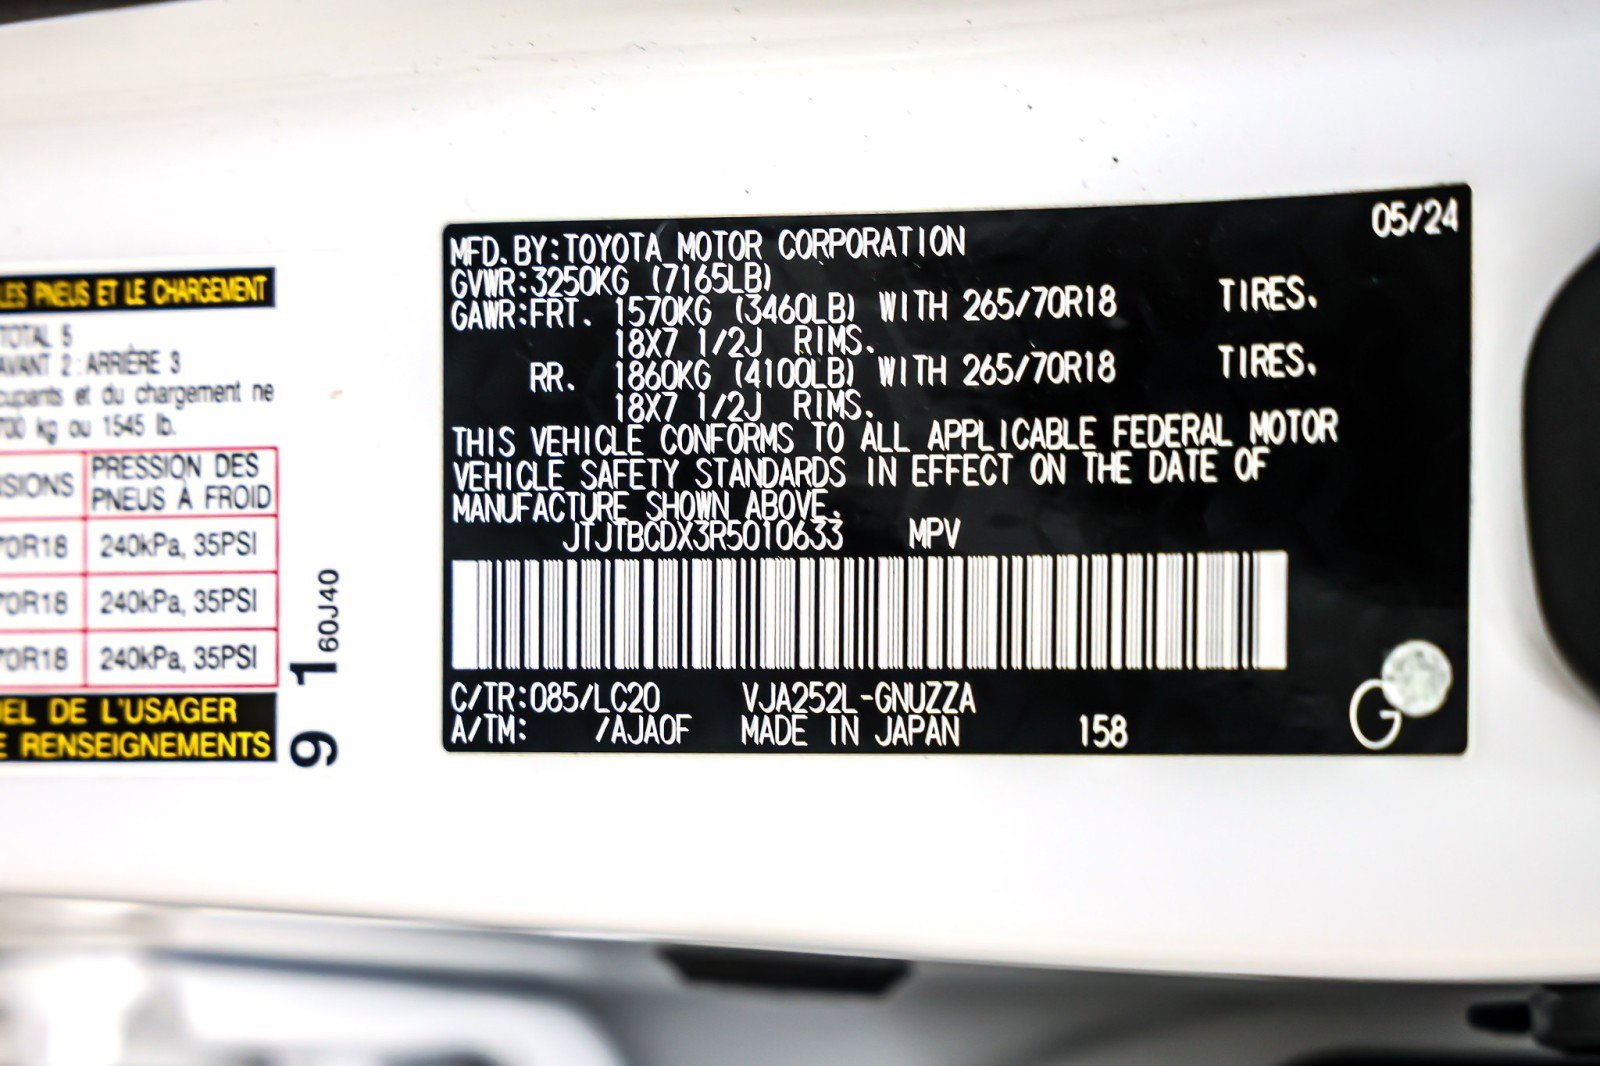 LES PNEUS ET LE CHARGEMENT
TOTAL 5
AVANT 2 : ARRIÈRE 3
et du chargement ne
700 kg ou 1545 lb.
PRESSION DES
PNEUS À FROID
70R18 240kPa, 35PSI
70R18 240kPa, 35PSI
70R18 240kPa, 35PSI
DE L'USAGER
RENSEIGNEMENTS
91 60J40
05/24
MFD. BY:TOYOTA MOTOR CORPORATION
GVWR:3250KG (7165LB)
GAWR:FRT. 1570KG (3460LB) WITH 265/70R18 TIRES.
18X7 1/2J RIMS.
RR. 1860KG (4100LB) WITH 265/70R18 TIRES.
18X7 1/2J RIMS.
THIS VEHICLE CONFORMS TO ALL APPLICABLE FEDERAL MOTOR
VEHICLE SAFETY STANDARDS IN EFFECT ON THE DATE OF
MANUFACTURE SHOWN ABOVE.
JTJTBCDX3R5010633 MPV
C/TR:085/LC20 VJA252L-GNUZZA
A/TM: /AJA0F MADE IN JAPAN 158
G